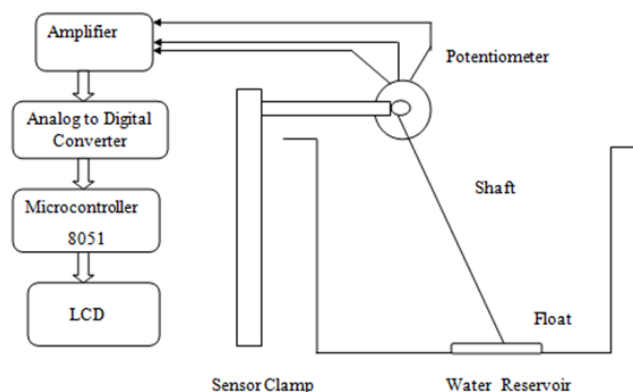 Amplifier
Potentiometer
Analog to Digital
Converter
Microcontroller
8051
Shaft
LCD
Float
Sensor Clamp
Water Reservoir